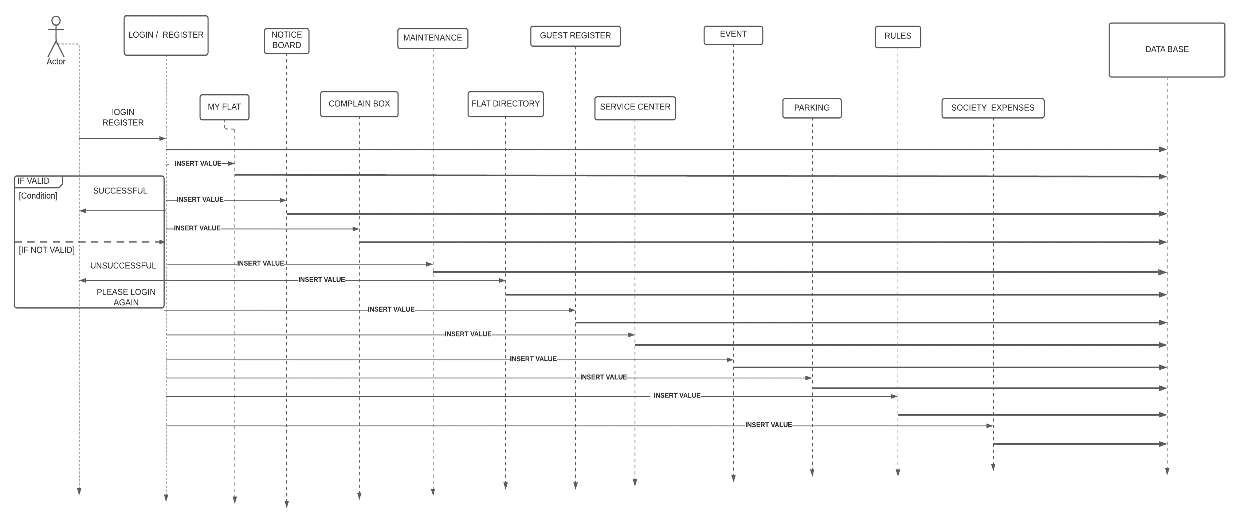 LOGIN / REGISTER
NOTICE
BOARD
MAINTENANCE
GUEST REGISTER
EVENT
RULES
DATA BASE
Actor
MY FLAT
COMPLAIN BOX
FLAT DIRECTORY
SERVICE CENTER
PARKING
SOCIETY EXPENSES
lOGIN
REGISTER
INSERT VALUE
IF VALID
[Condition]
SUCCESSFUL
INSERT VALUE
INSERT VALUE
[IF NOT VALID]
UNSUCCESSFUL
INSERT VALUE
INSERT VALUE
PLEASE LOGIN
AGAIN
INSERT VALUE
INSERT VALUE
INSERT VALUE
INSERT VALUE
INSERT VALUE
INSERT VALUE